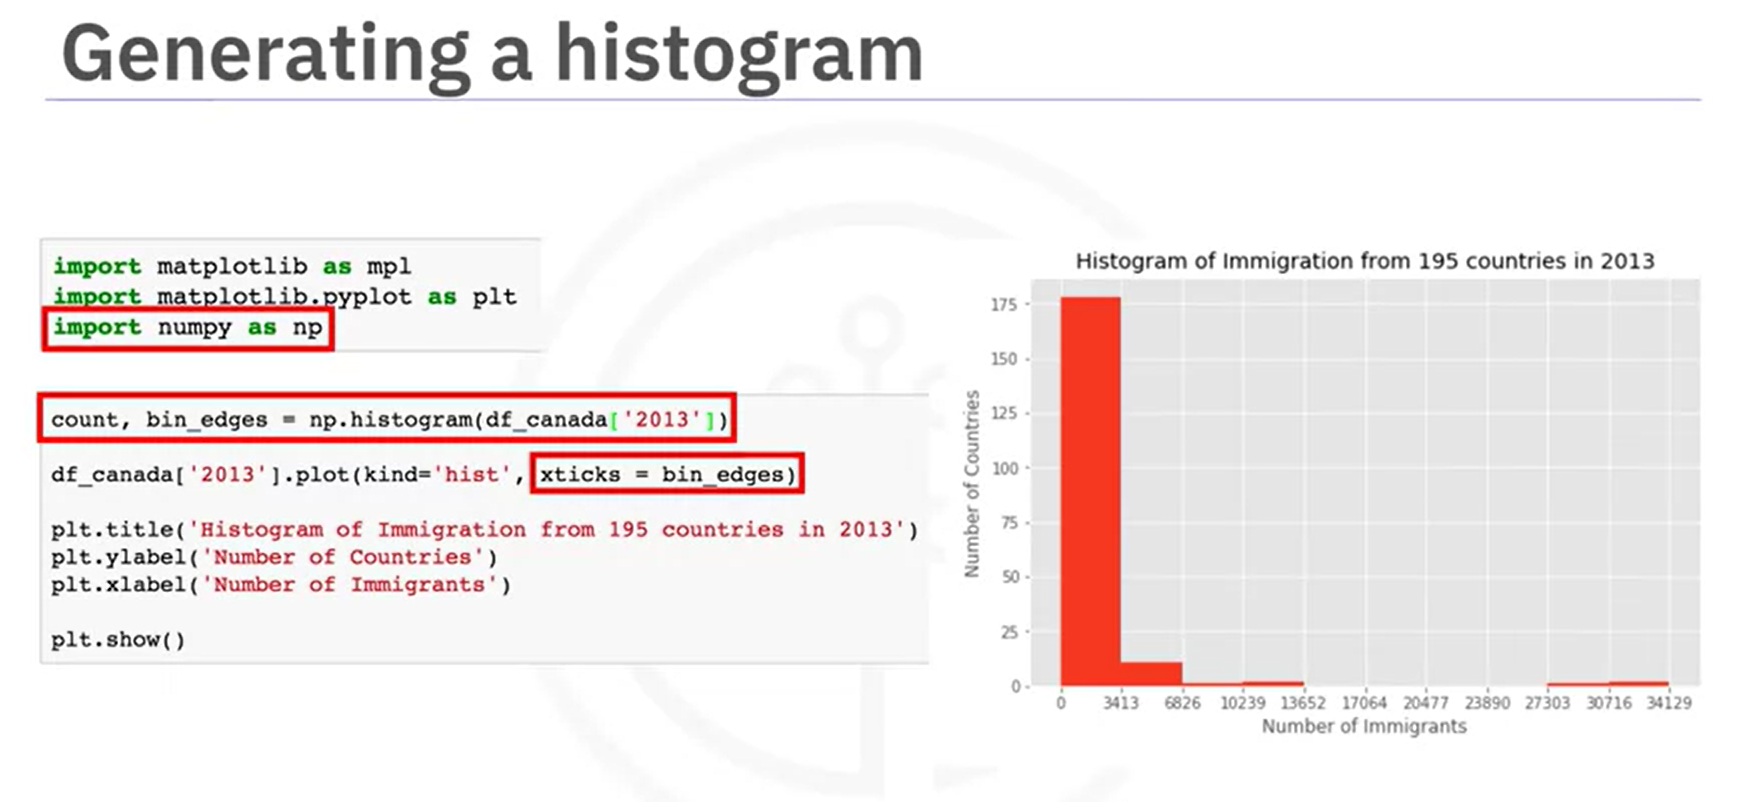 Generating a histogram
import matplotlib as mpl
import matplotlib.pyplot as plt
import numpy as np
count, bin_edges = np.histogram(df_canada['2013'])
df_canada['2013'].plot(kind='hist', xticks = bin_edges)
plt.title('Histogram of Immigration from 195 countries in 2013')
plt.ylabel('Number of Countries')
plt.xlabel('Number of Immigrants')
plt.show()
Histogram of Immigration from 195 countries in 2013
Number of Countries
175
150
125
100
75
50
25
0
0 3413 6826 10239 13652 17064 20477 23890 27303 30716 34129
Number of Immigrants